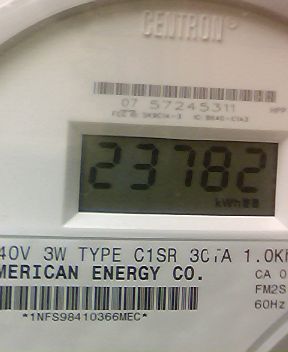 CENTRON®
07 57245311
23782
kWh
40V 3W TYPE C1SR 30TA 1.0K
MERICAN ENERGY CO.
CA 0
FM2S
60Hz
*1NFS98410366MEC*